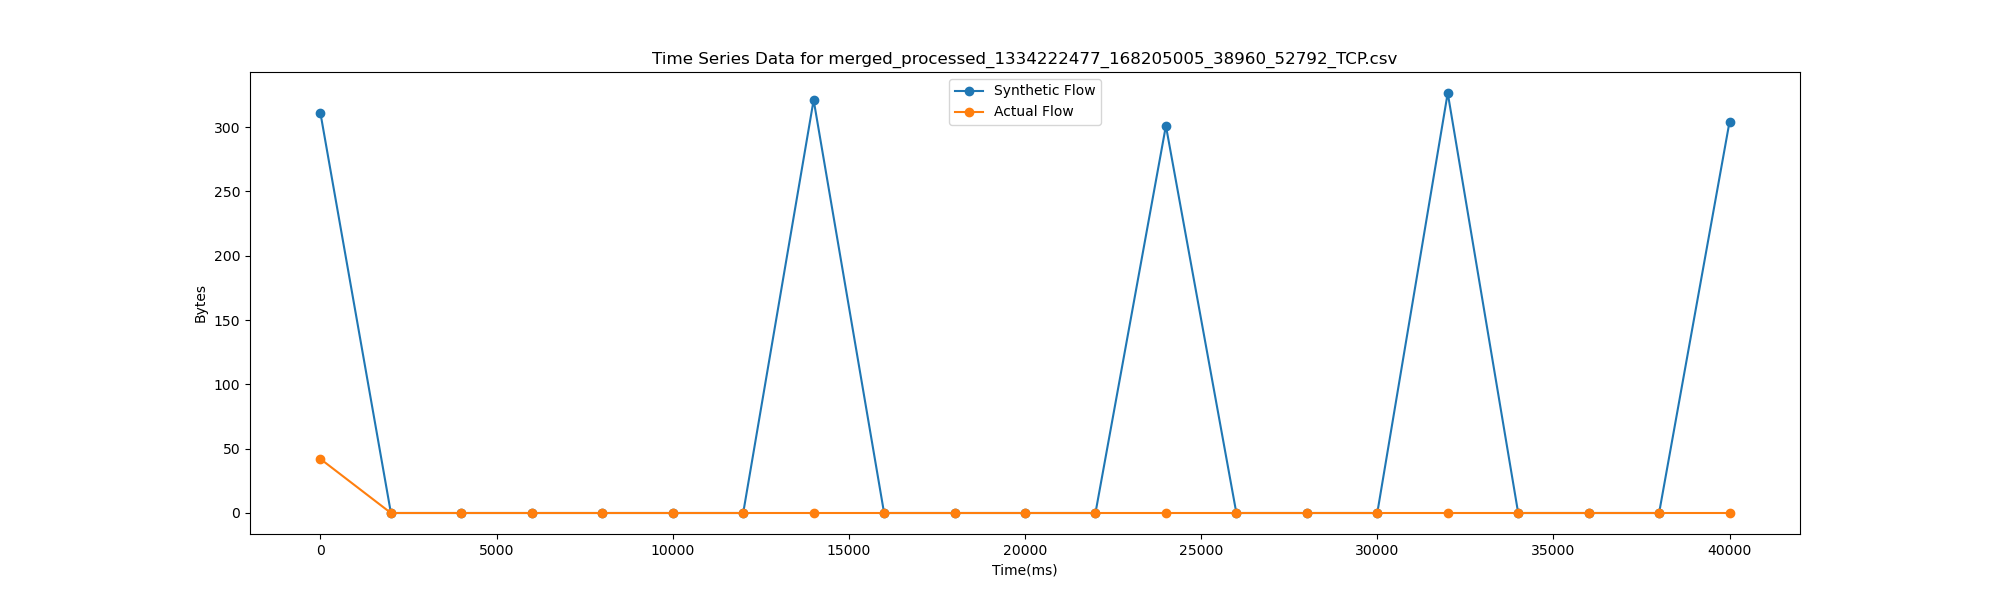 Time Series Data for merged_processed_1334222477_168205005_38960_52792_TCP.csv
Synthetic Flow
Actual Flow
300
250
200
150
100
50
0
Bytes
0 5000 10000 15000 20000 25000 30000 35000 40000
Time(ms)